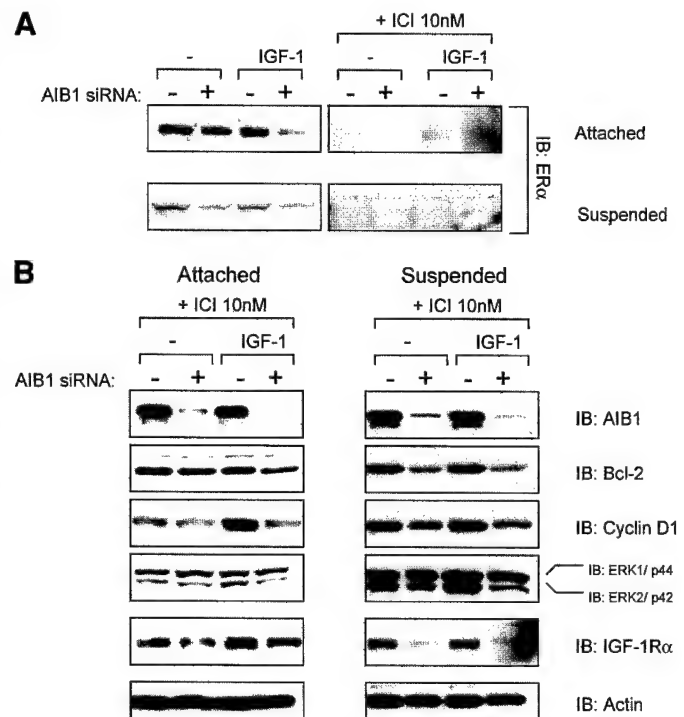 A
+ ICI 10nM
- IGF-1 - IGF-1
AIB1 siRNA: - + - + - + - +
IB: ERα
Attached
Suspended
B
Attached Suspended
+ ICI 10nM + ICI 10nM
- IGF-1 - IGF-1
AIB1 siRNA: - + - + - + - +
IB: AIB1
IB: Bcl-2
IB: Cyclin D1
IB: ERK1/ p44
IB: ERK2/ p42
IB: IGF-1Rα
IB: Actin